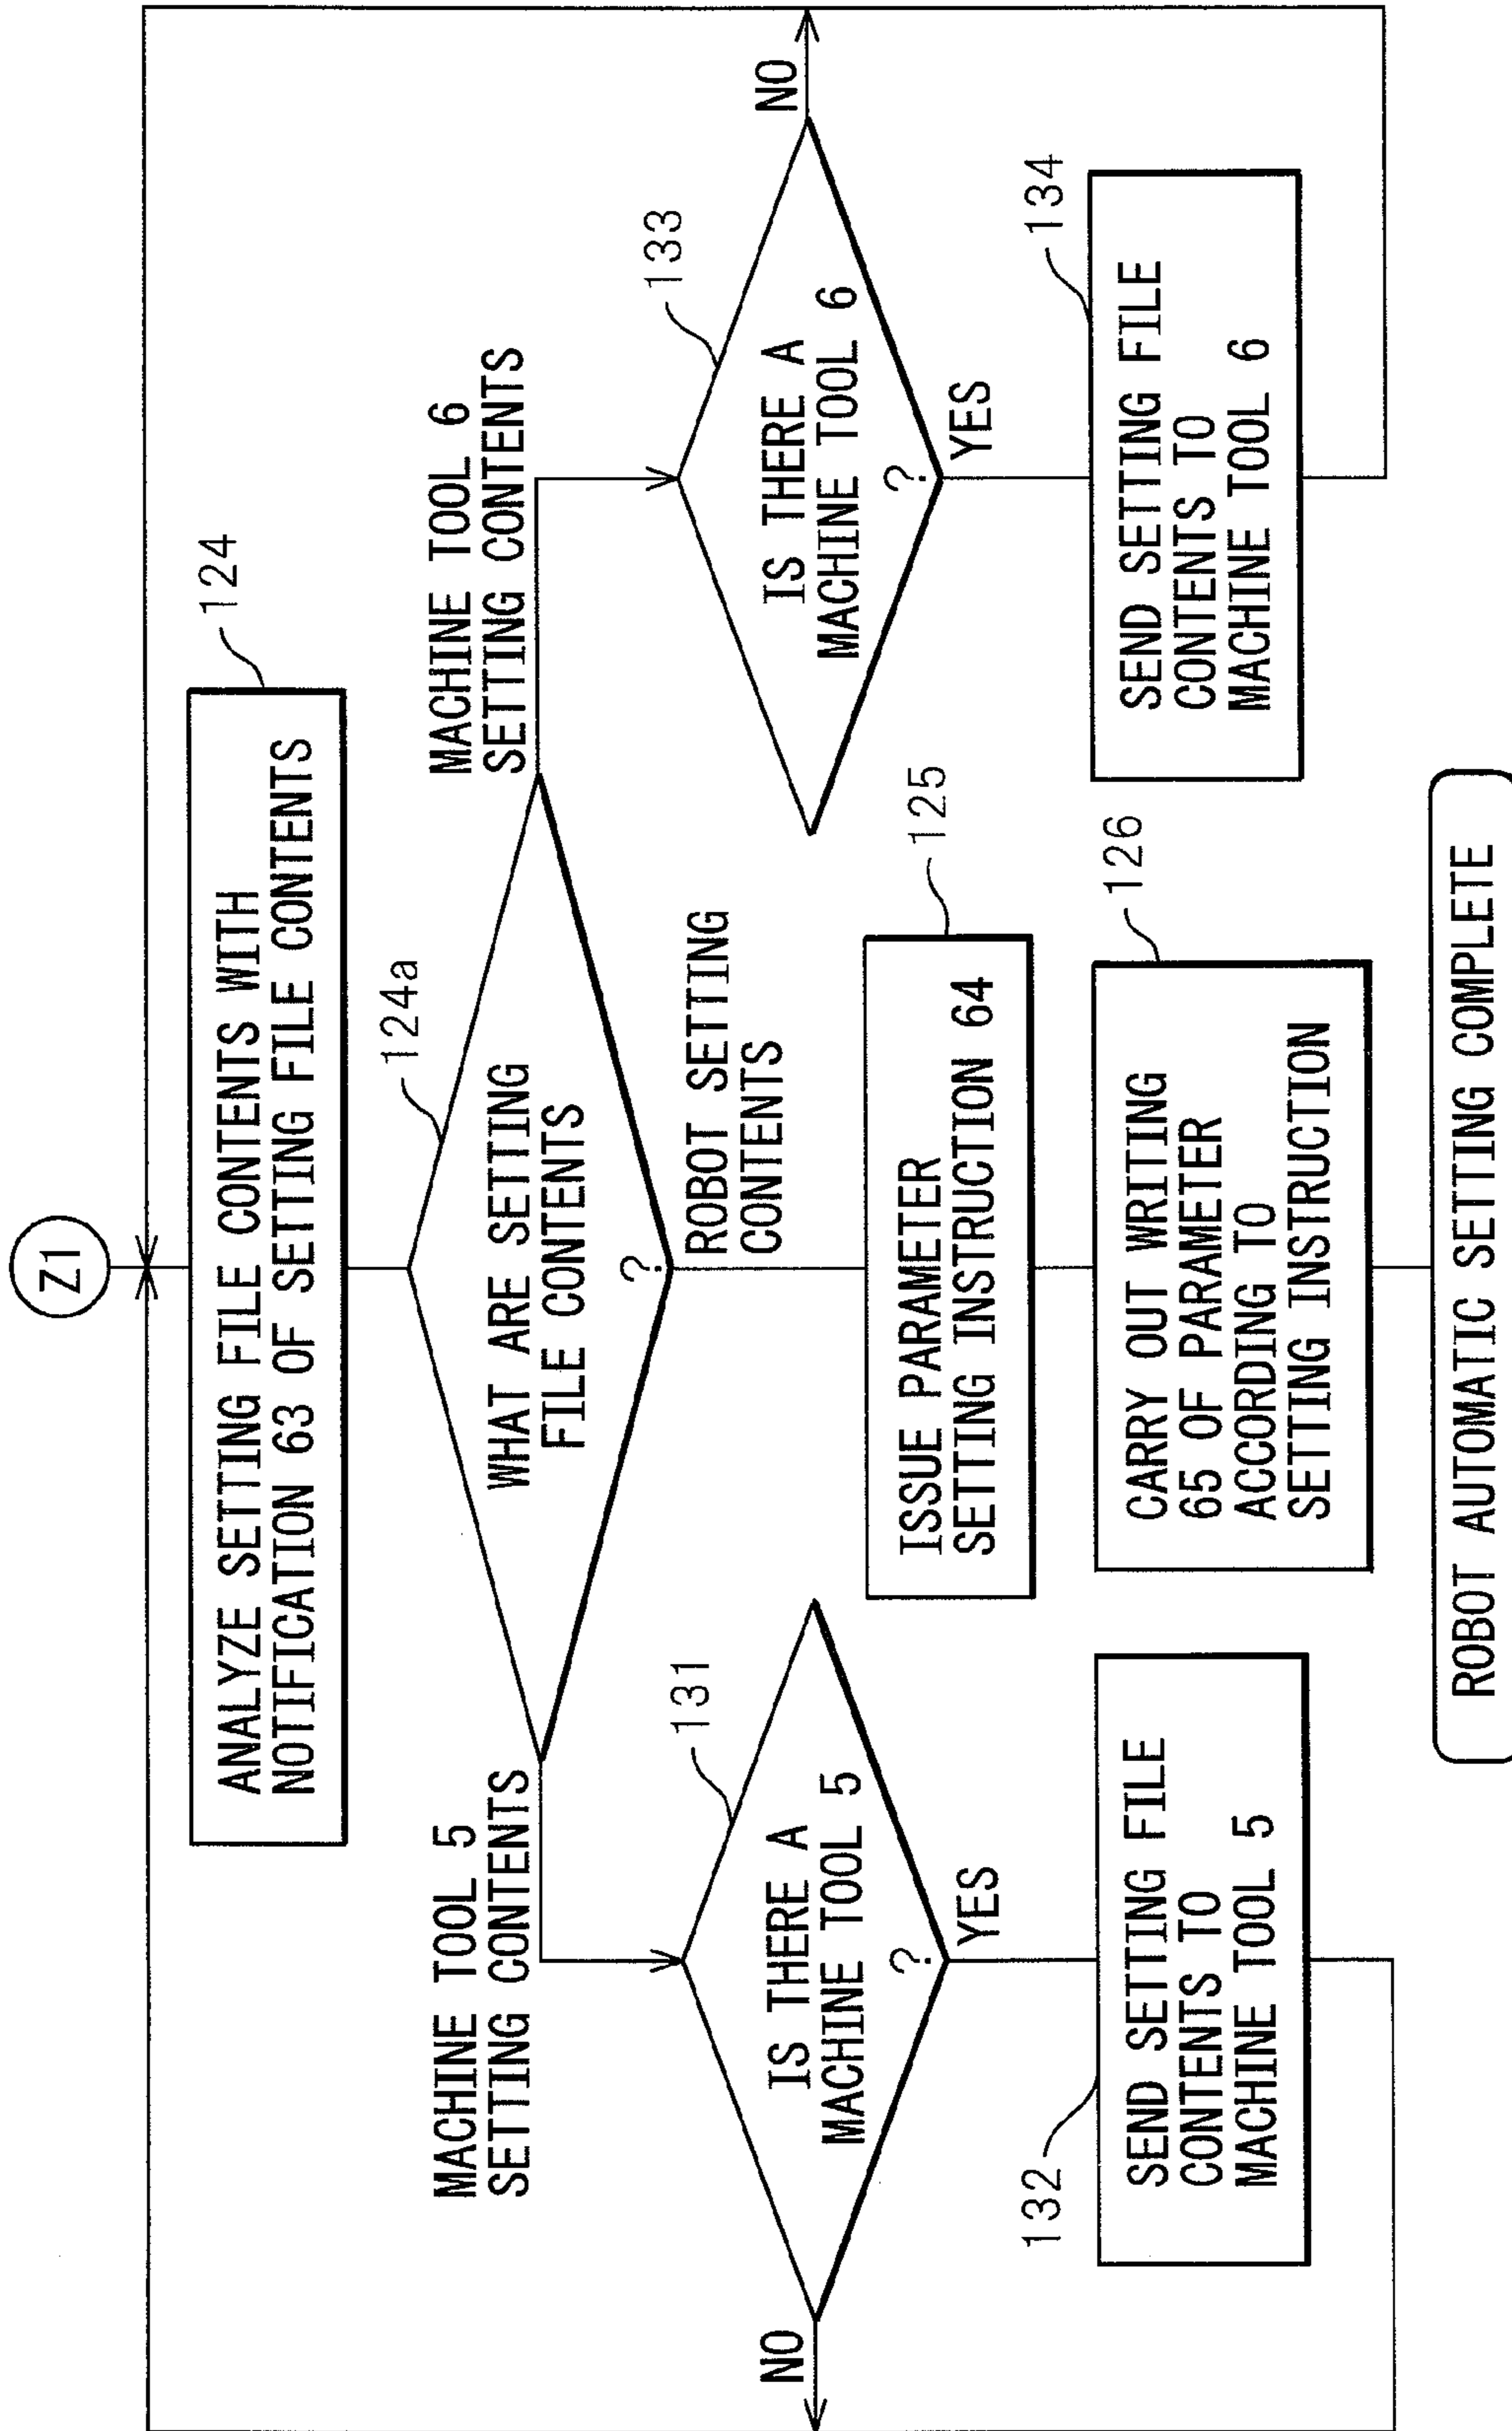 Z1
124
ANALYZE SETTING FILE CONTENTS WITH
NOTIFICATION 63 OF SETTING FILE CONTENTS
124a
WHAT ARE SETTING
FILE CONTENTS
?
MACHINE TOOL 5
SETTING CONTENTS
MACHINE TOOL 6
SETTING CONTENTS
ROBOT SETTING
CONTENTS
131
IS THERE A
MACHINE TOOL 5
?
NO
YES
132
SEND SETTING FILE
CONTENTS TO
MACHINE TOOL 5
125
ISSUE PARAMETER
SETTING INSTRUCTION 64
126
CARRY OUT WRITING
65 OF PARAMETER
ACCORDING TO
SETTING INSTRUCTION
133
IS THERE A
MACHINE TOOL 6
?
NO
YES
134
SEND SETTING FILE
CONTENTS TO
MACHINE TOOL 6
ROBOT AUTOMATIC SETTING COMPLETE